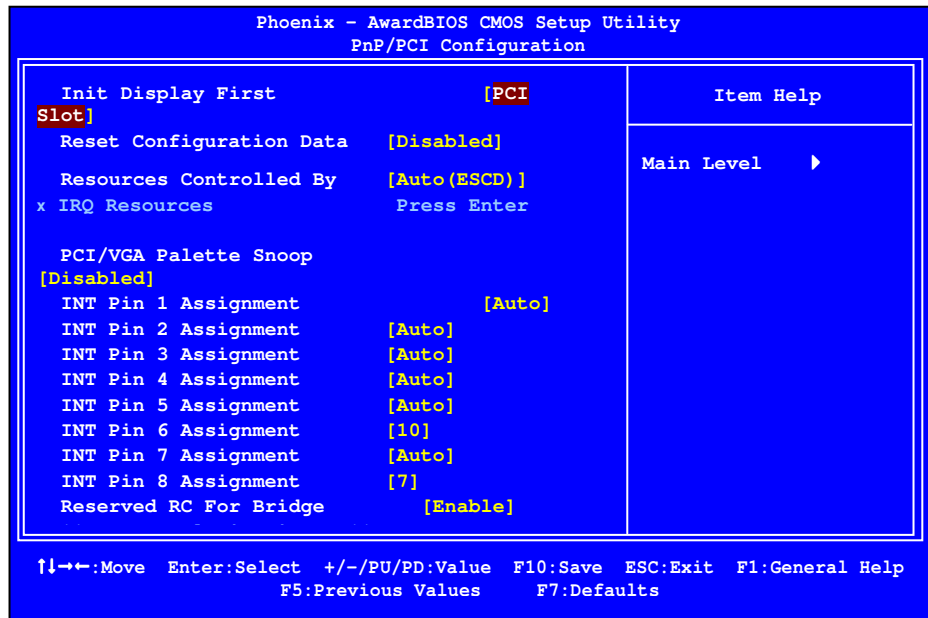 Phoenix – AwardBIOS CMOS Setup Utility
PnP/PCI Configuration
Init Display First [PCI
Slot]
Reset Configuration Data [Disabled]
Resources Controlled By [Auto(ESCD)]
x IRQ Resources Press Enter
PCI/VGA Palette Snoop
[Disabled]
INT Pin 1 Assignment [Auto]
INT Pin 2 Assignment [Auto]
INT Pin 3 Assignment [Auto]
INT Pin 4 Assignment [Auto]
INT Pin 5 Assignment [Auto]
INT Pin 6 Assignment [10]
INT Pin 7 Assignment [Auto]
INT Pin 8 Assignment [7]
Reserved RC For Bridge [Enable]
Item Help
Main Level
↑↓→←:Move Enter:Select +/-/PU/PD:Value F10:Save ESC:Exit F1:General Help
F5:Previous Values F7:Defaults